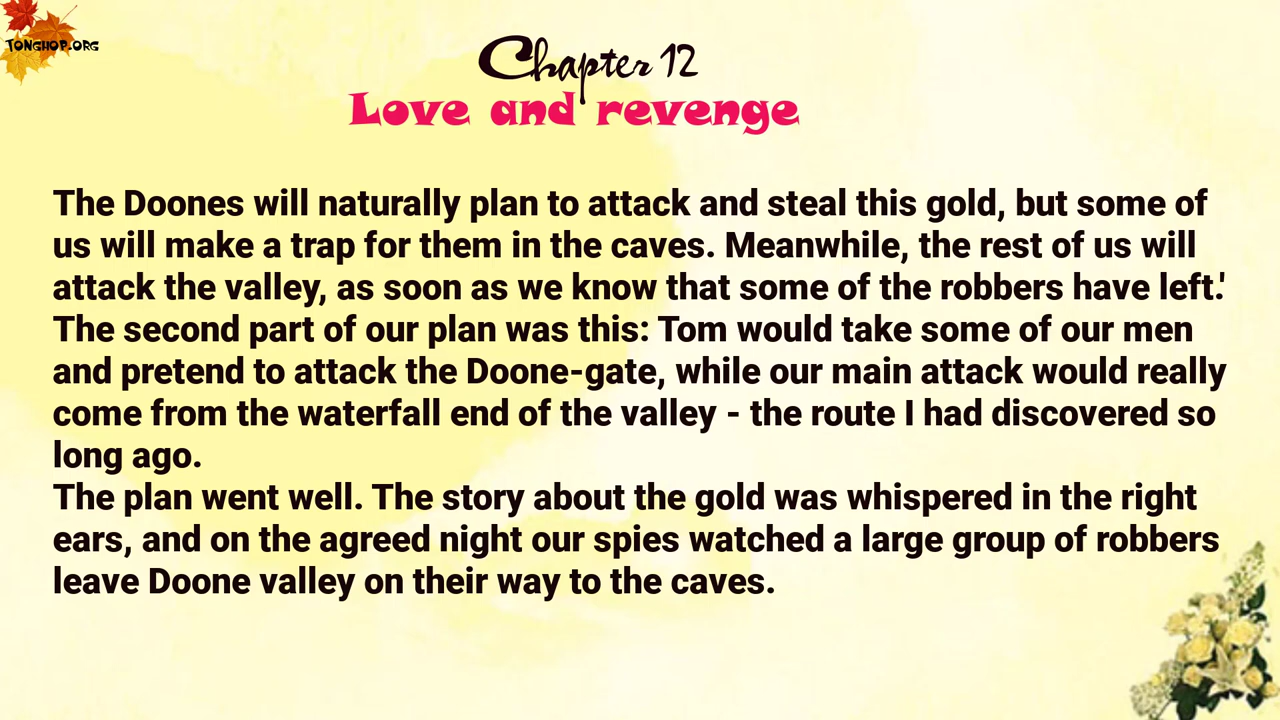 TONGHOP.ORG
Chapter 12
Love and revenge
The Doones will naturally plan to attack and steal this gold, but some of
us will make a trap for them in the caves. Meanwhile, the rest of us will
attack the valley, as soon as we know that some of the robbers have left.'
The second part of our plan was this: Tom would take some of our men
and pretend to attack the Doone-gate, while our main attack would really
come from the waterfall end of the valley - the route I had discovered so
long ago.
The plan went well. The story about the gold was whispered in the right
ears, and on the agreed night our spies watched a large group of robbers
leave Doone valley on their way to the caves.